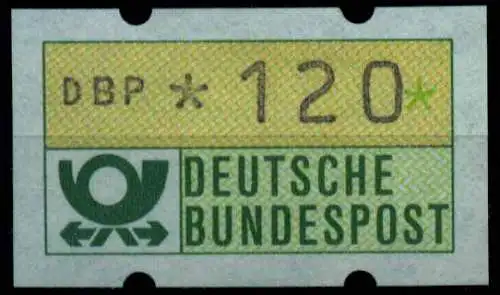 DBP * 120*
DEUTSCHE
BUNDESPOST